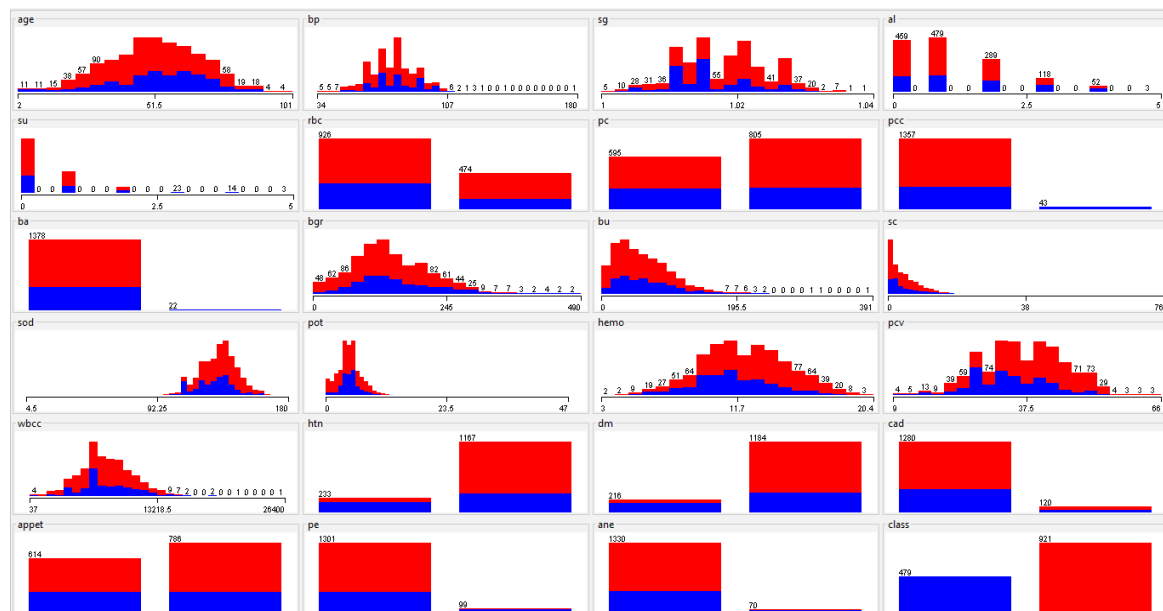 age
11 11 15 38 57 90 58 19 18 4 4
2 51.5 101
bp
5 5 7 6 2 1 3 1 0 0 1 0 0 0 0 0 0 0 1
34 107 180
sg
5 10 28 31 36 55 41 37 20 2 7 1 1
1 1.02 1.04
al
459 0 479 0 289 0 118 0 52 0 0 3
0 2.5 5
su
0 0 0 0 0 0 0 0 23 0 0 0 14 0 0 0 3
0 2.5 5
rbc
926 474
pc
595 805
pcc
1357 43
ba
1378 22
bgr
48 62 86 82 61 44 25 9 7 7 3 2 4 2 2
0 245 490
bu
7 7 6 3 2 0 0 0 0 0 1 1 0 0 0 0 0 1
0 195.5 391
sc
0 38 76
sod
4.5 92.25 180
pot
0 23.5 47
hemo
2 2 9 19 27 51 64 77 64 39 20 8 3
3 11.7 20.4
pcv
4 5 13 9 39 59 74 71 73 29 4 3 3 3
9 37.5 66
wbcc
4 9 7 2 0 0 2 0 0 1 0 0 0 0 1
37 13218.5 26400
htn
233 1167
dm
216 1184
cad
1280 120
appet
614 786
pe
1301 99
ane
1330 70
class
479 921